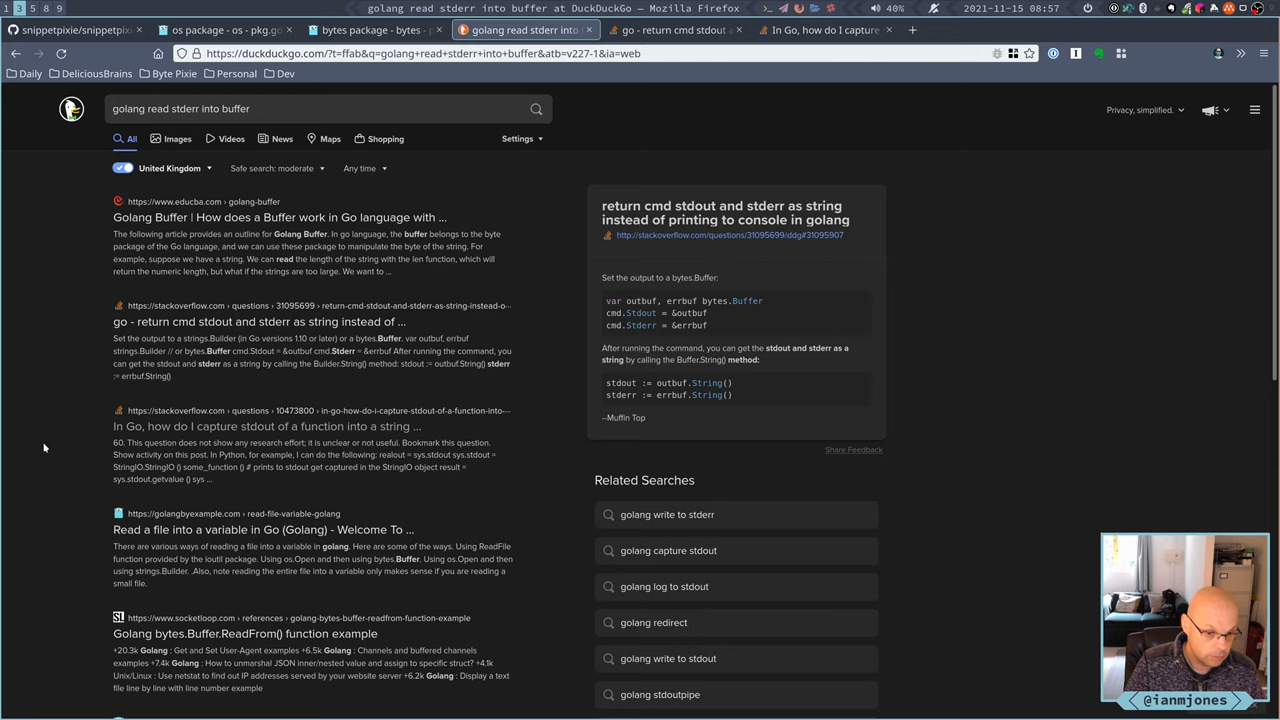 1 3 5 8 9
golang read stderr into buffer at DuckDuckGo — Mozilla Firefox
40%
2021-11-15 08:57
snippetpixie/snippetpixi
os package - os - pkg.go
bytes package - bytes - p
golang read stderr into
go - return cmd stdout a
In Go, how do I capture
https://duckduckgo.com/?t=ffab&q=golang+read+stderr+into+buffer&atb=v227-1&ia=web
Daily
DeliciousBrains
Byte Pixie
Personal
Dev
golang read stderr into buffer
Privacy, simplified.
All
Images
Videos
News
Maps
Shopping
Settings
United Kingdom
Safe search: moderate
Any time
https://www.educba.com › golang-buffer
Golang Buffer | How does a Buffer work in Go language with ...
The following article provides an outline for Golang Buffer. In go language, the buffer belongs to the byte
package of the Go language, and we can use these package to manipulate the byte of the string. For
example, suppose we have a string. We can read the length of the string with the len function, which will
return the numeric length, but what if the strings are too large. We want to ...
https://stackoverflow.com › questions › 31095699 › return-cmd-stdout-and-stderr-as-string-instead-o···
go - return cmd stdout and stderr as string instead of ...
Set the output to a strings.Builder (in Go versions 1.10 or later) or a bytes.Buffer. var outbuf, errbuf
strings.Builder // or bytes.Buffer cmd.Stdout = &outbuf cmd.Stderr = &errbuf After running the command, you
can get the stdout and stderr as a string by calling the Builder.String() method: stdout := outbuf.String() stderr
:= errbuf.String()
https://stackoverflow.com › questions › 10473800 › in-go-how-do-i-capture-stdout-of-a-function-into-···
In Go, how do I capture stdout of a function into a string ...
60. This question does not show any research effort; it is unclear or not useful. Bookmark this question.
Show activity on this post. In Python, for example, I can do the following: realout = sys.stdout sys.stdout =
StringIO.StringIO () some_function () # prints to stdout get captured in the StringIO object result =
sys.stdout.getvalue () sys ...
https://golangbyexample.com › read-file-variable-golang
Read a file into a variable in Go (Golang) - Welcome To ...
There are various ways of reading a file into a variable in golang. Here are some of the ways. Using ReadFile
function provided by the ioutil package. Using os.Open and then using bytes.Buffer. Using os.Open and then
using strings.Builder. .Also, note reading the entire file into a variable only makes sense if you are reading a
small file.
https://www.socketloop.com › references › golang-bytes-buffer-readfrom-function-example
Golang bytes.Buffer.ReadFrom() function example
+20.3k Golang : Get and Set User-Agent examples +6.5k Golang : Channels and buffered channels
examples +7.4k Golang : How to unmarshal JSON inner/nested value and assign to specific struct? +4.1k
Unix/Linux : Use netstat to find out IP addresses served by your website server +6.2k Golang : Display a text
file line by line with line number example
return cmd stdout and stderr as string
instead of printing to console in golang
http://stackoverflow.com/questions/31095699/ddg#31095907
Set the output to a bytes.Buffer:
var outbuf, errbuf bytes.Buffer
cmd.Stdout = &outbuf
cmd.Stderr = &errbuf
After running the command, you can get the stdout and stderr as a
string by calling the Buffer.String() method:
stdout := outbuf.String()
stderr := errbuf.String()
--Muffin Top
Share Feedback
Related Searches
golang write to stderr
golang capture stdout
golang log to stdout
golang redirect
golang write to stdout
golang stdoutpipe
@ianmjones